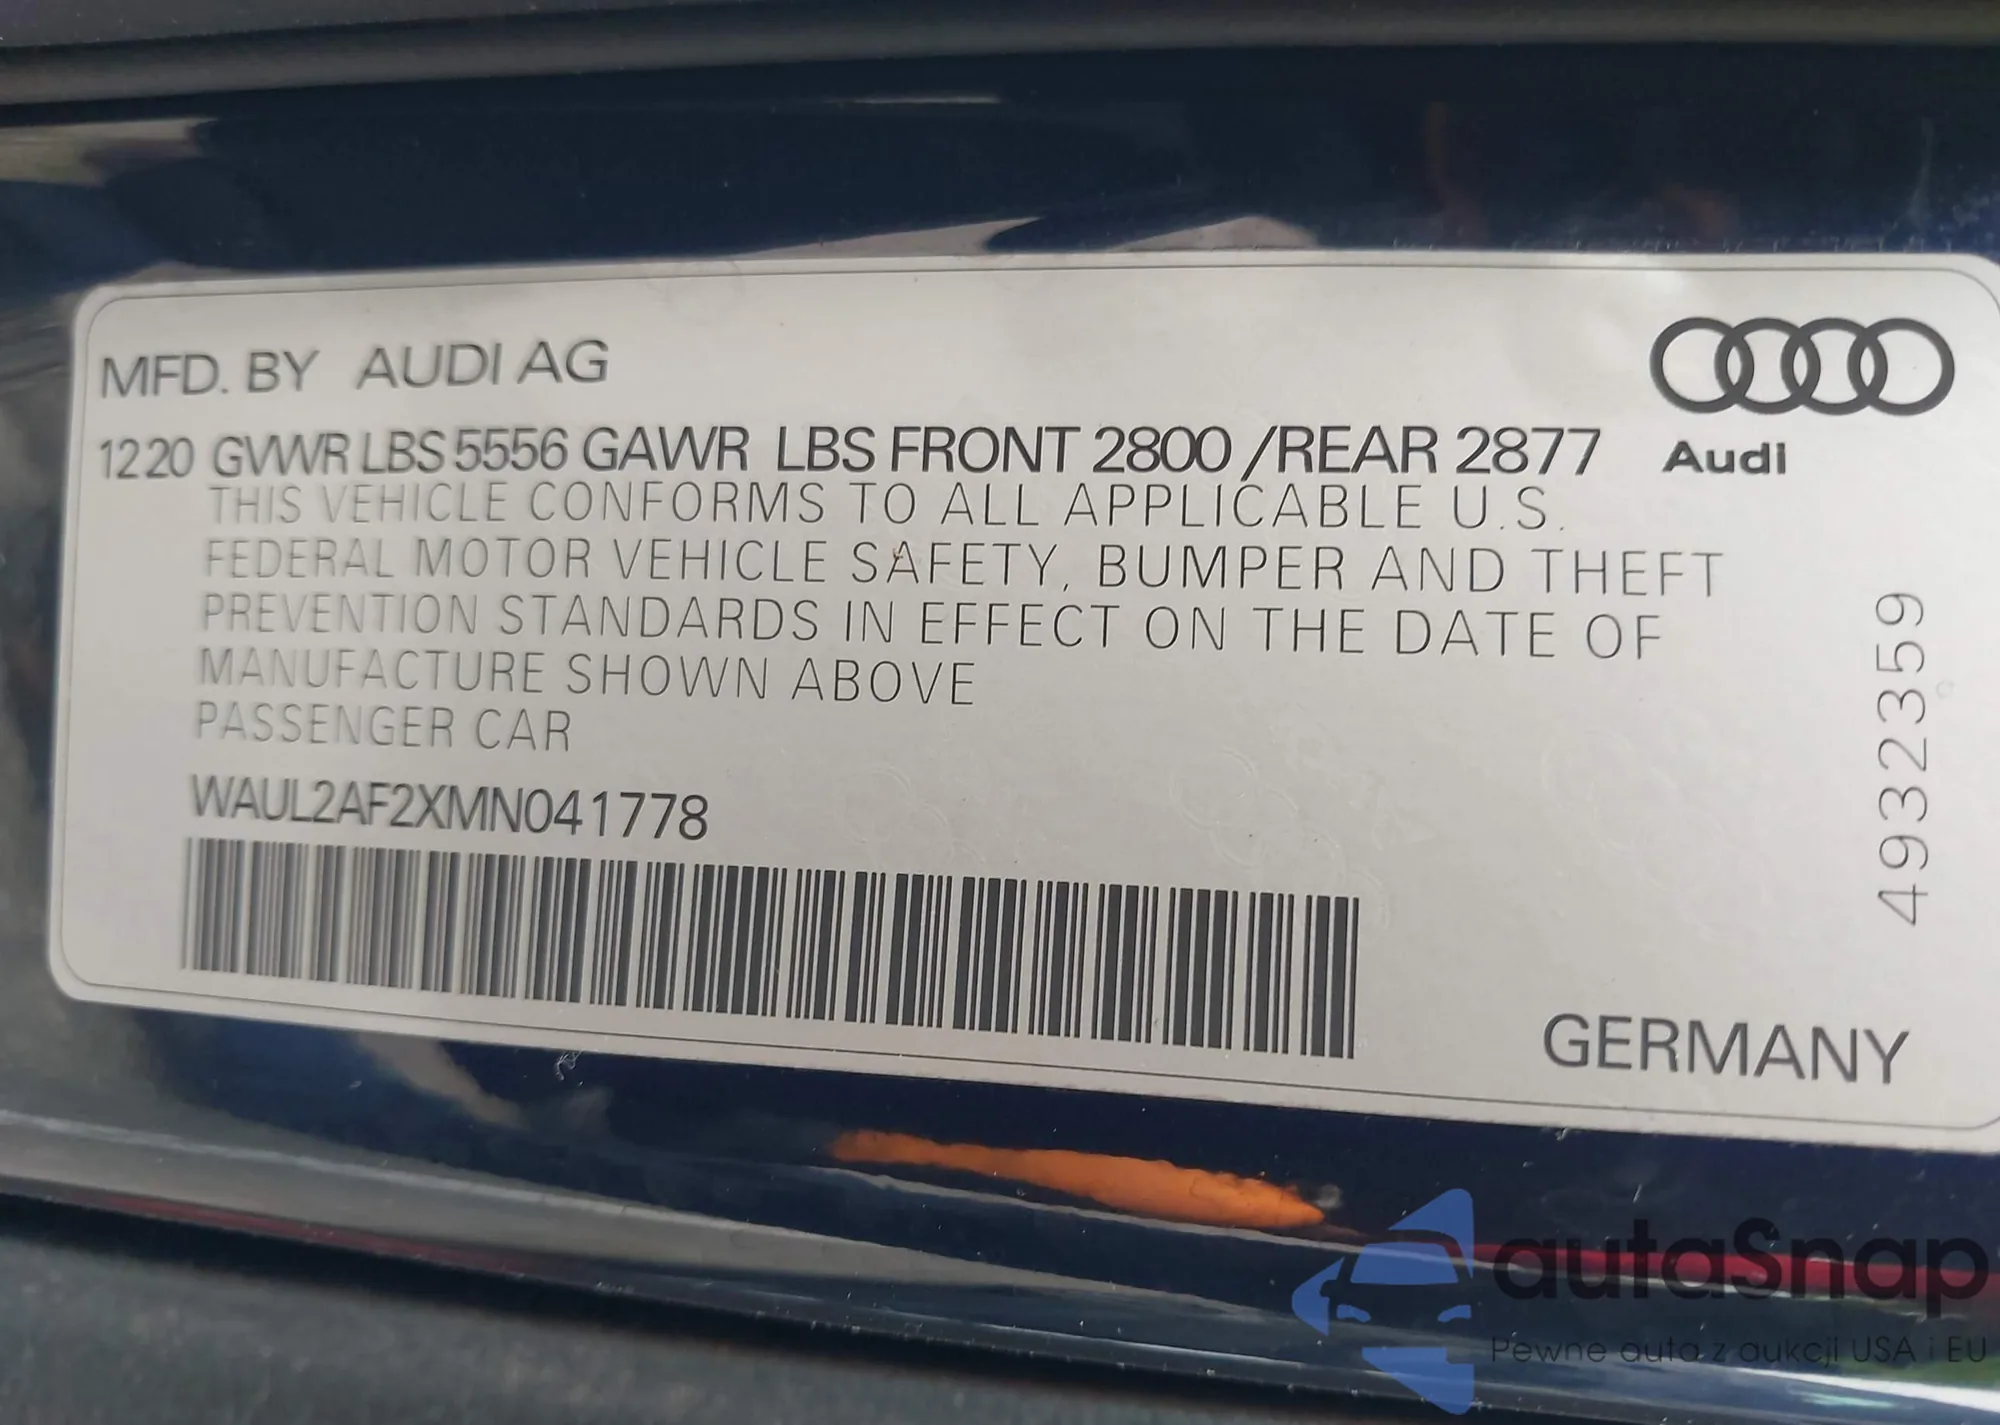 MFD. BY AUDI AG
1220 GVWR LBS 5556 GAWR LBS FRONT 2800 /REAR 2877
Audi
THIS VEHICLE CONFORMS TO ALL APPLICABLE U.S.
FEDERAL MOTOR VEHICLE SAFETY, BUMPER AND THEFT
PREVENTION STANDARDS IN EFFECT ON THE DATE OF
MANUFACTURE SHOWN ABOVE
PASSENGER CAR
WAUL2AF2XMN041778
4932359
GERMANY
autaSnap
Pewne auta z aukcji USA i EU